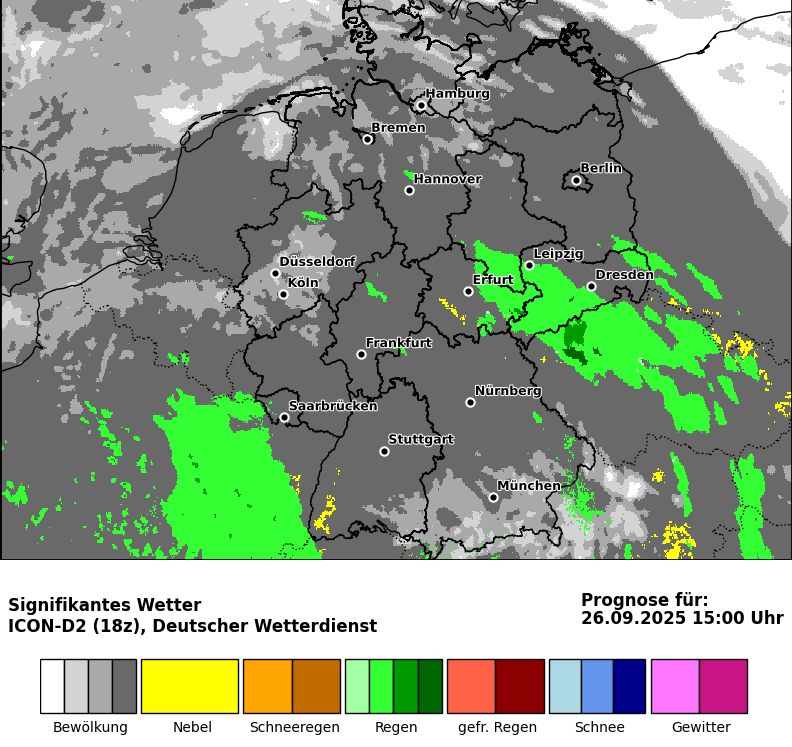 Hamburg
Bremen
Berlin
Hannover
Leipzig
Düsseldorf
Dresden
Köln
Erfurt
Frankfurt
Nürnberg
Saarbrücken
Stuttgart
München
Signifikantes Wetter
ICON-D2 (18z), Deutscher Wetterdienst
Prognose für:
26.09.2025 15:00 Uhr
Bewölkung Nebel Schneeregen Regen gefr. Regen Schnee Gewitter